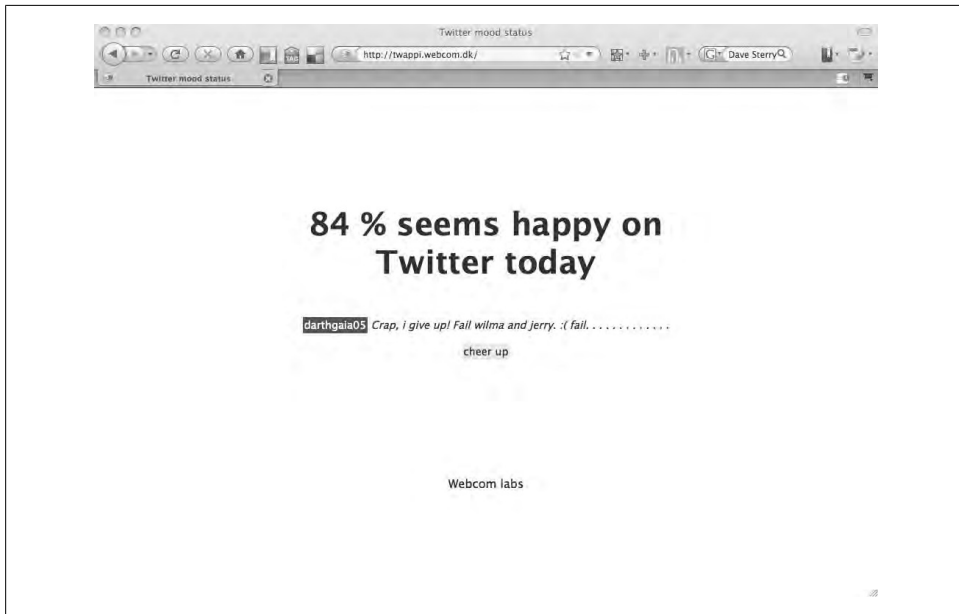 Twitter mood status
http://twappi.webcom.dk/
Dave Sterry
Twitter mood status
84 % seems happy on
Twitter today
darthgaia05 Crap, i give up! Fail wilma and jerry. :( fail. . . . . . . . . . . . .
cheer up
Webcom labs